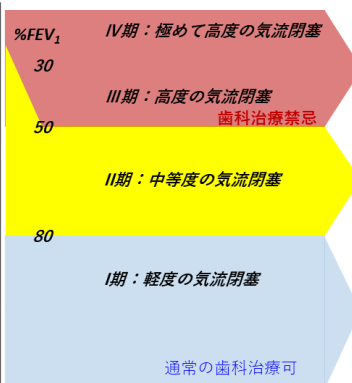 %FEV1
IV期：極めて高度の気流閉塞
30
III期：高度の気流閉塞
歯科治療禁忌
50
II期：中等度の気流閉塞
80
I期：軽度の気流閉塞
通常の歯科治療可